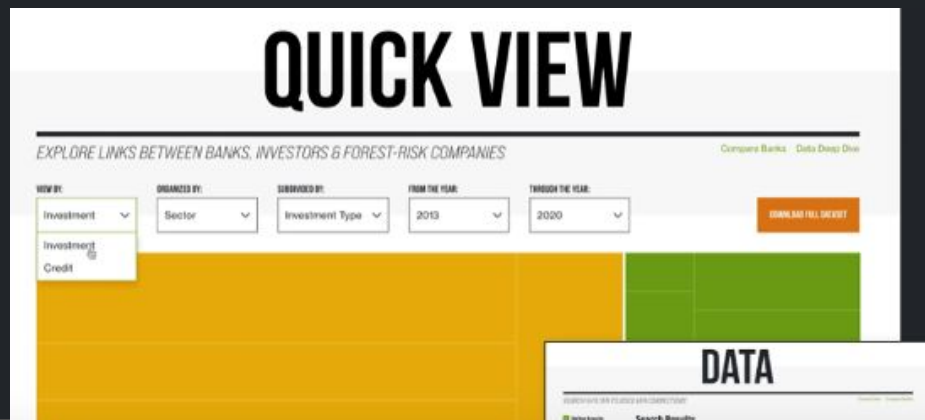 QUICK VIEW
EXPLORE LINKS BETWEEN BANKS, INVESTORS & FOREST-RISK COMPANIES
Compare Banks Data Deep Dive
VIEW BY: ORGANIZED BY: SUBDIVIDED BY: FROM THE YEAR: THROUGH THE YEAR:
Investment Sector Investment Type 2013 2020 DOWNLOAD FULL DATASET
Investment
Credit
DATA
Search Results